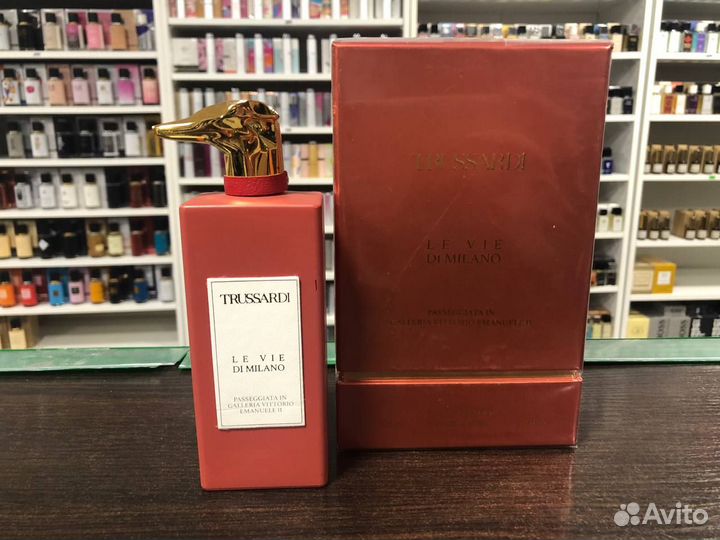 TRUSSARDI
LE VIE
DI MILANO
PASSEGGIATA IN
GALLERIA VITTORIO
EMANUELE II
TRUSSARDI
LE VIE
DI MILANO
PASSEGGIATA IN
GALLERIA VITTORIO EMANUELE II
Avito